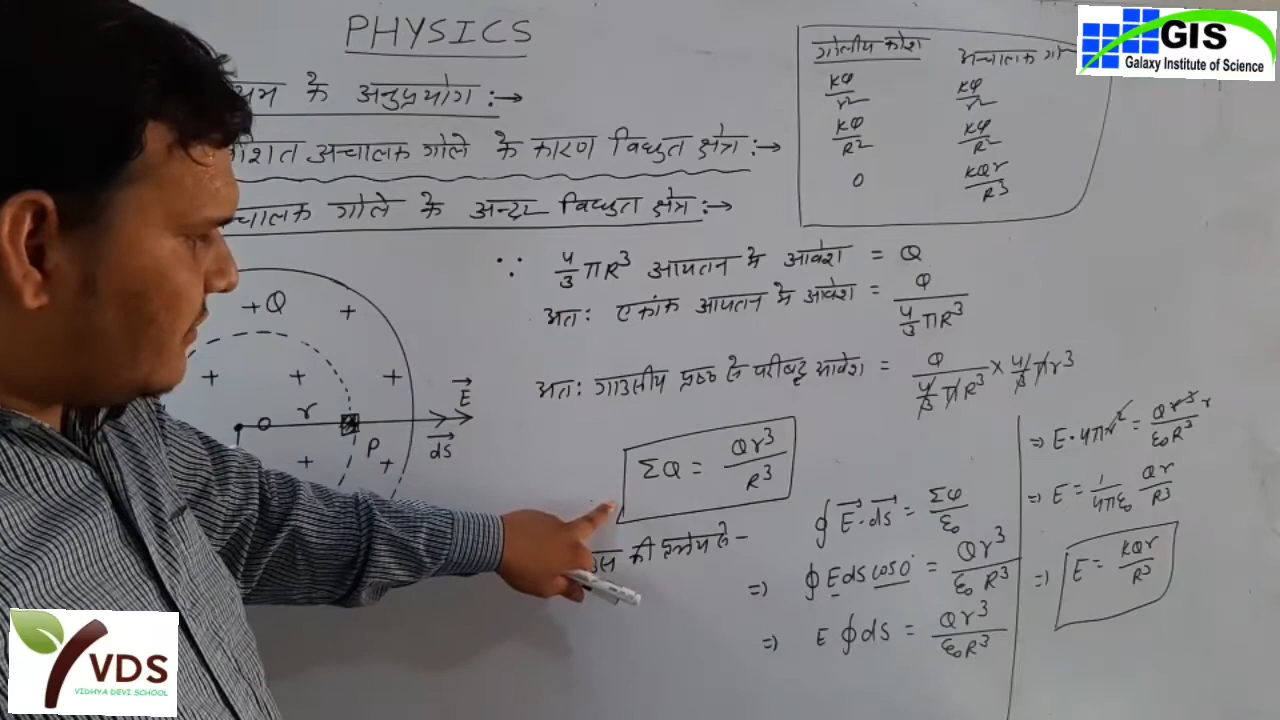 PHYSICS
के अनुप्रयोग :→
अचालक गोले के कारण विधुत क्षेत्र :→
चालक गोले के अन्दर विधुत क्षेत्र :→
गोलीय कोश अचालक
KQ/r² KQ/r²
KQ/R² KQ/R²
0 KQr/R³
GIS
Galaxy Institute of Science
∵ 4/3 πR³ आयतन मे आवेश = Q
अतः एकांक आयतन मे आवेश = Q / 4/3 πR³
अतः गाउसीय पृष्ठ से परीबद्ध आवेश = Q / 4/3 πR³ × 4/3 πr³
ΣQ = Qr³/R³
की प्रमेय से –
∮ E⃗·ds⃗ = ΣQ/ε₀
⇒ ∮ E ds cos0° = Qr³/ε₀R³
⇒ E ∮ ds = Qr³/ε₀R³
⇒ E·4πr² = Qr³ r/ε₀R³
⇒ E = 1/4πε₀ Qr/R³
⇒ E = KQr/R³
+Q +
+ + +
r E⃗
O P ds⃗
+ +
VDS
VIDHYA DEVI SCHOOL